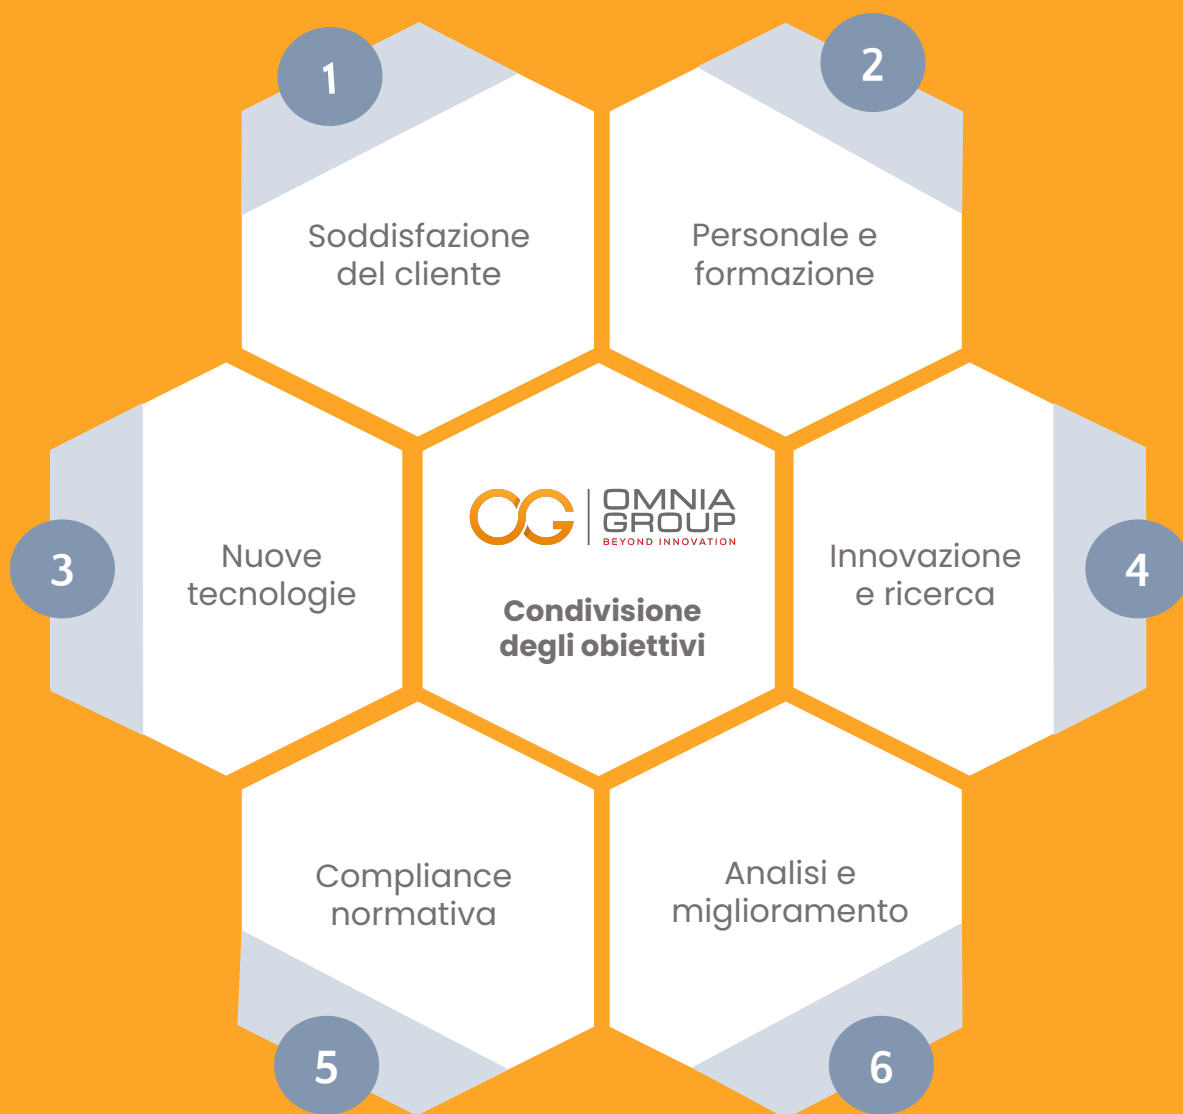 1
Soddisfazione
del cliente
2
Personale e
formazione
3
Nuove
tecnologie
OG
OMNIA
GROUP
BEYOND INNOVATION
Condivisione
degli obiettivi
4
Innovazione
e ricerca
5
Compliance
normativa
6
Analisi e
miglioramento